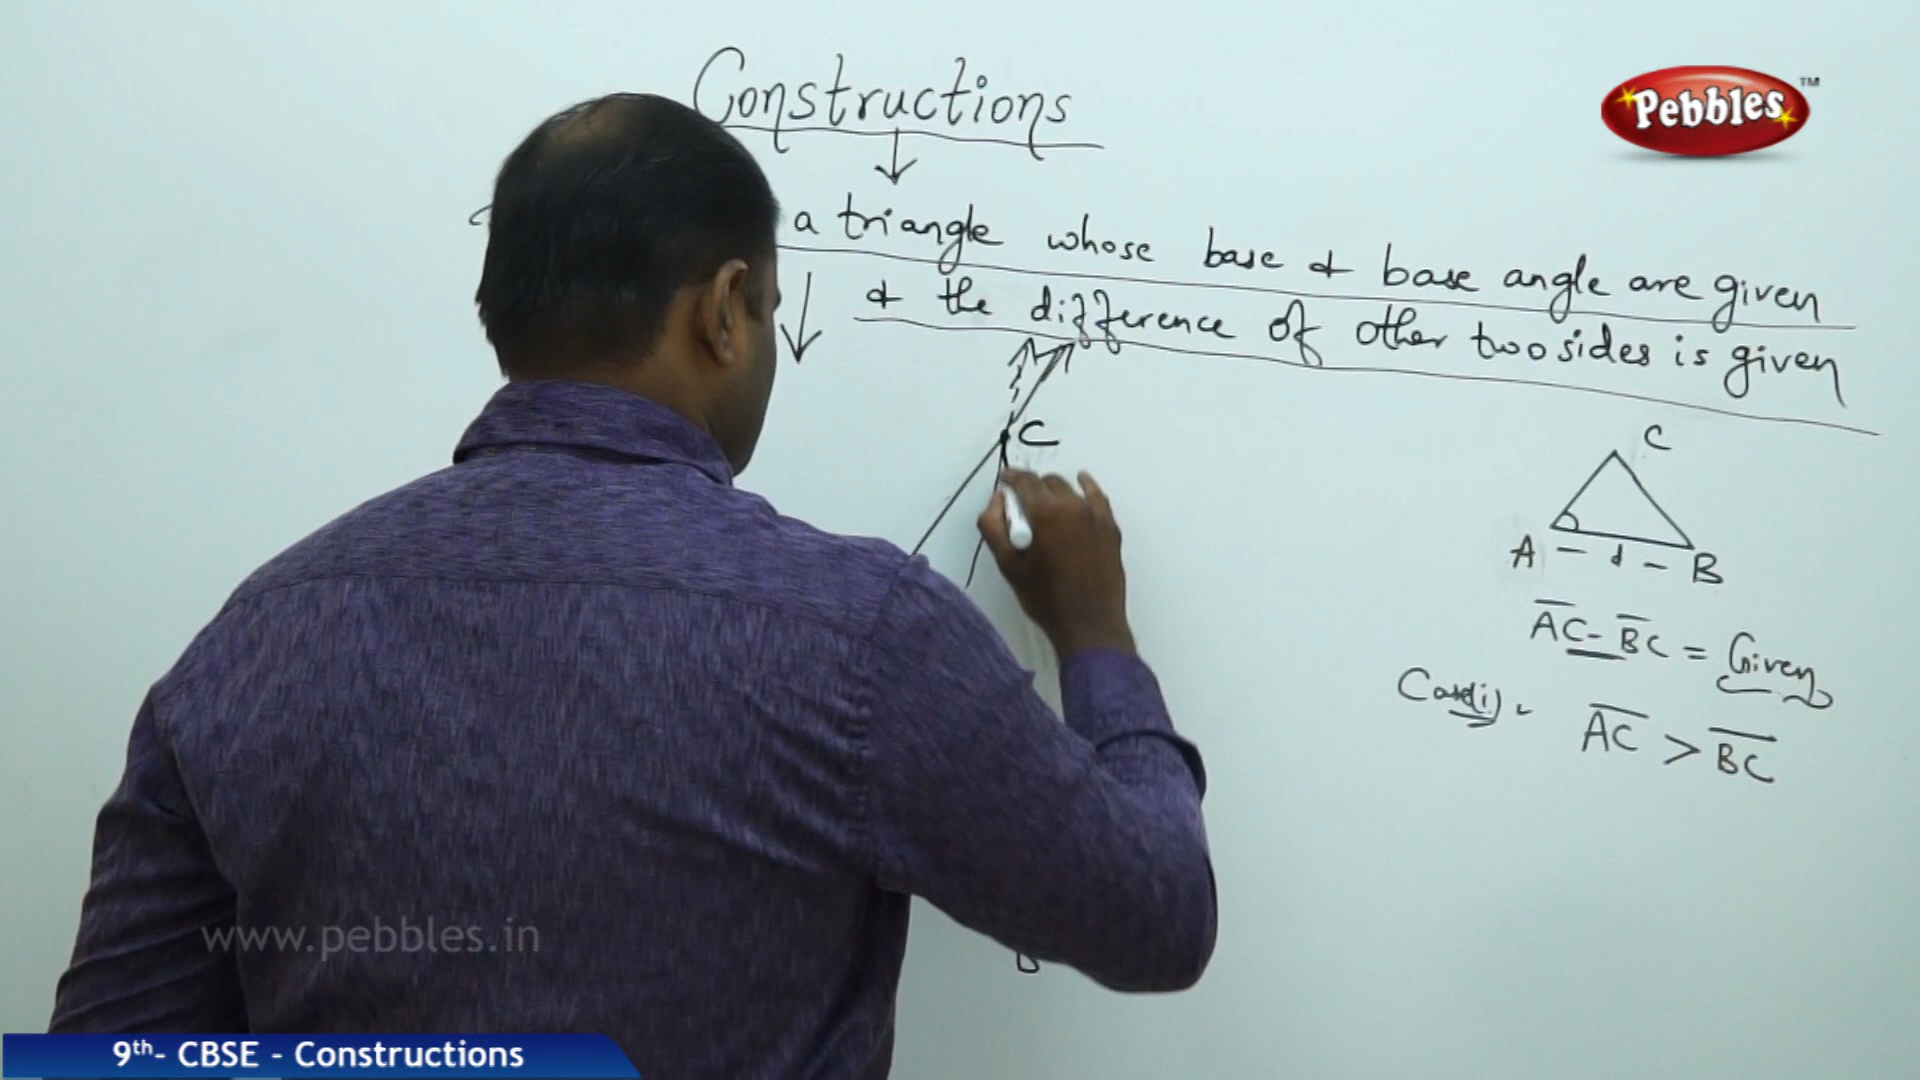 Constructions
a triangle whose base & base angle are given
& the difference of other two sides is given
C
C
A
B
AC - BC = Given
Case(i)
AC > BC
Pebbles™
www.pebbles.in
9th- CBSE - Constructions